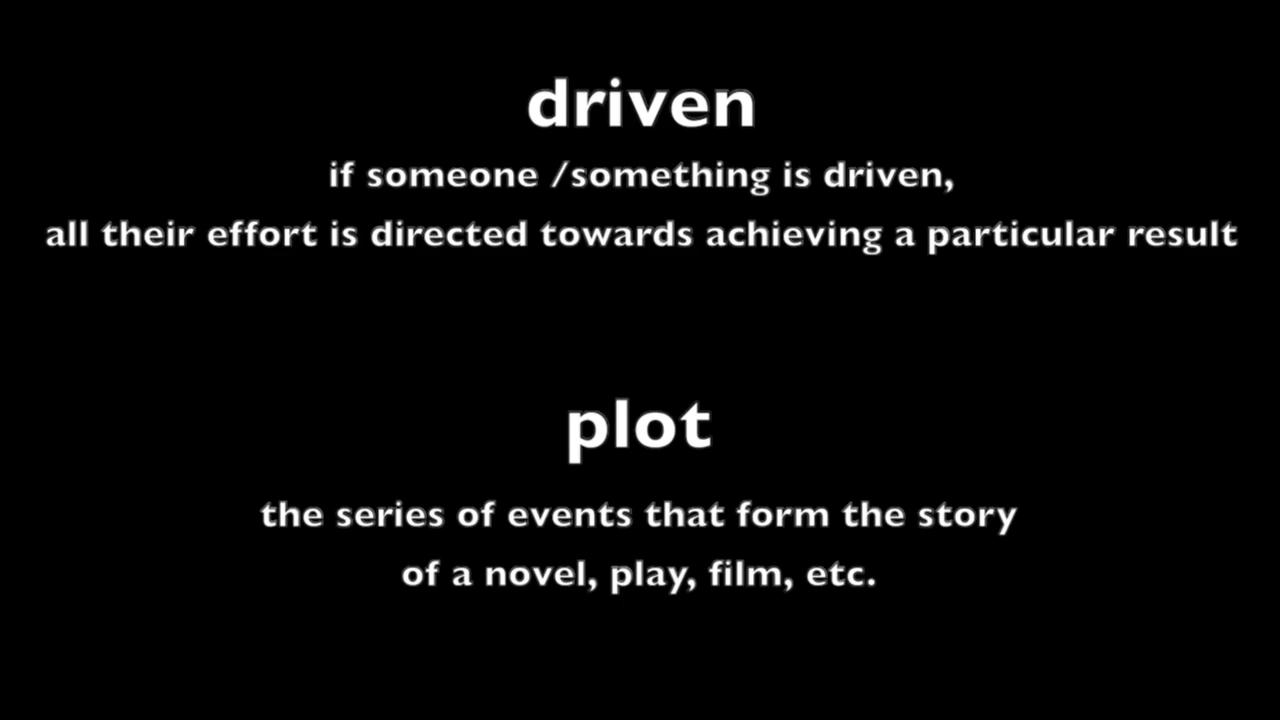 driven
if someone /something is driven,
all their effort is directed towards achieving a particular result
plot
the series of events that form the story
of a novel, play, film, etc.